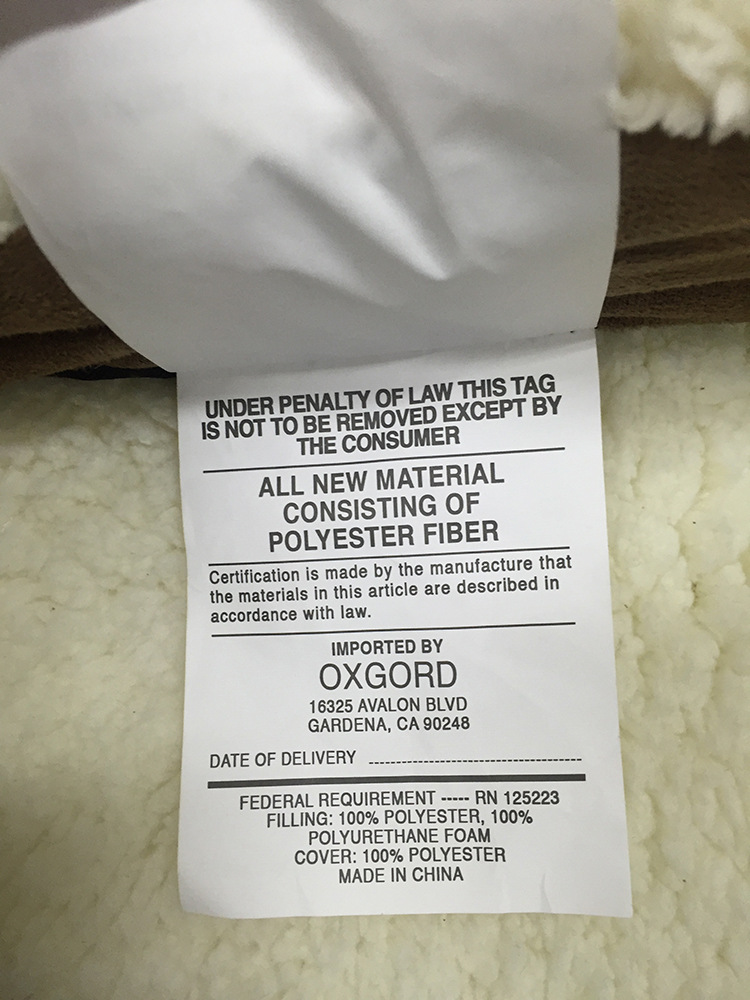 UNDER PENALTY OF LAW THIS TAG
IS NOT TO BE REMOVED EXCEPT BY
THE CONSUMER
ALL NEW MATERIAL
CONSISTING OF
POLYESTER FIBER
Certification is made by the manufacture that
the materials in this article are described in
accordance with law.
IMPORTED BY
OXGORD
16325 AVALON BLVD
GARDENA, CA 90248
DATE OF DELIVERY ------------------------------------
FEDERAL REQUIREMENT ----- RN 125223
FILLING: 100% POLYESTER, 100%
POLYURETHANE FOAM
COVER: 100% POLYESTER
MADE IN CHINA